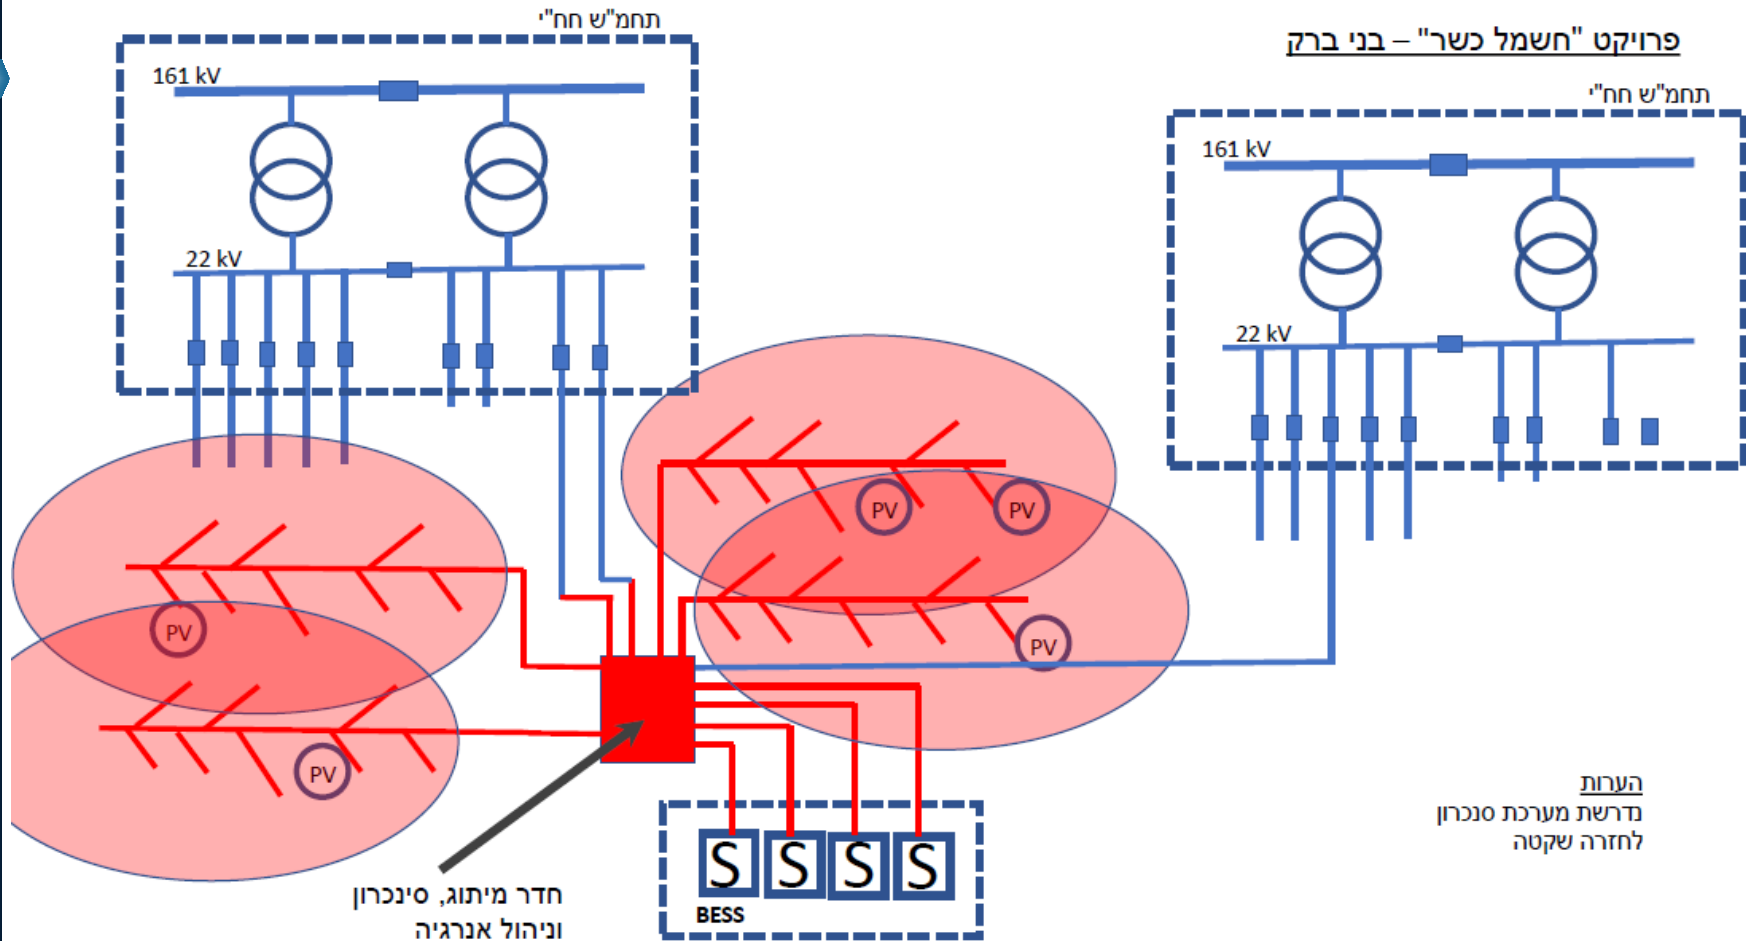 פרויקט "חשמל כשר" – בני ברק
תחמ"ש חח"י
161 kV
22 kV
תחמ"ש חח"י
161 kV
22 kV
PV
PV
PV
PV
PV
S S S S
BESS
חדר מיתוג, סינכרון
וניהול אנרגיה
הערות
נדרשת מערכת סנכרון
לחזרה שקטה